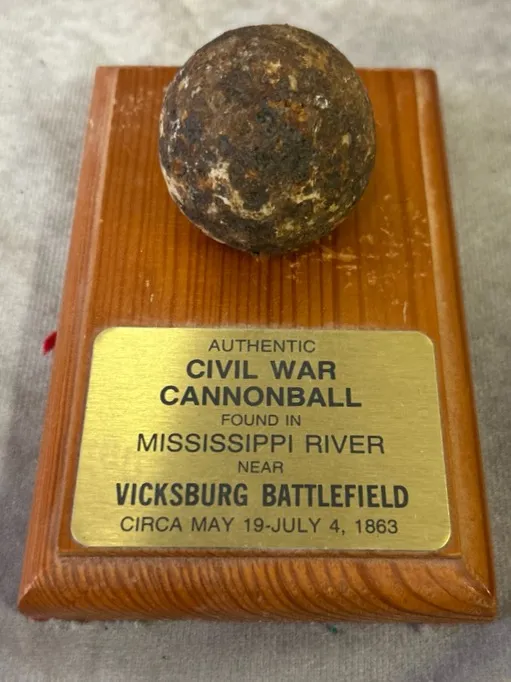 AUTHENTIC
CIVIL WAR
CANNONBALL
FOUND IN
MISSISSIPPI RIVER
NEAR
VICKSBURG BATTLEFIELD
CIRCA MAY 19-JULY 4, 1863